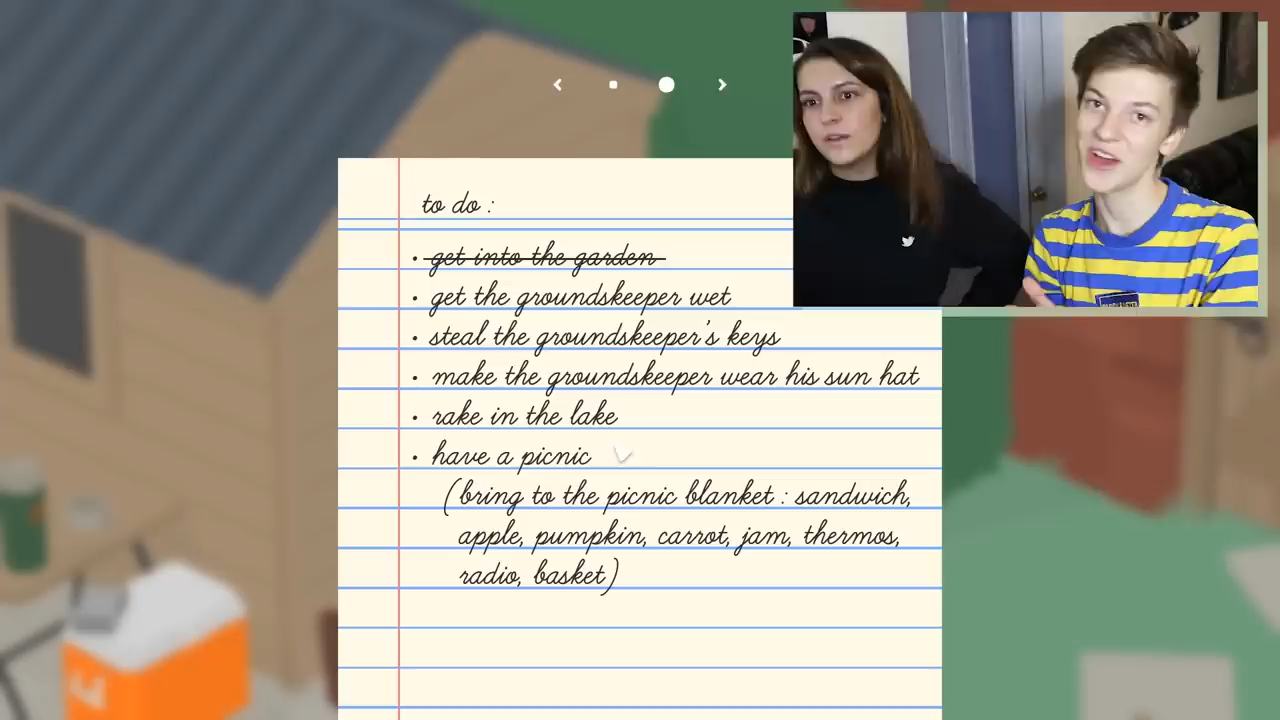 to do :
• get into the garden
• get the groundskeeper wet
• steal the groundskeeper's keys
• make the groundskeeper wear his sun hat
• rake in the lake
• have a picnic
(bring to the picnic blanket : sandwich,
apple, pumpkin, carrot, jam, thermos,
radio, basket)